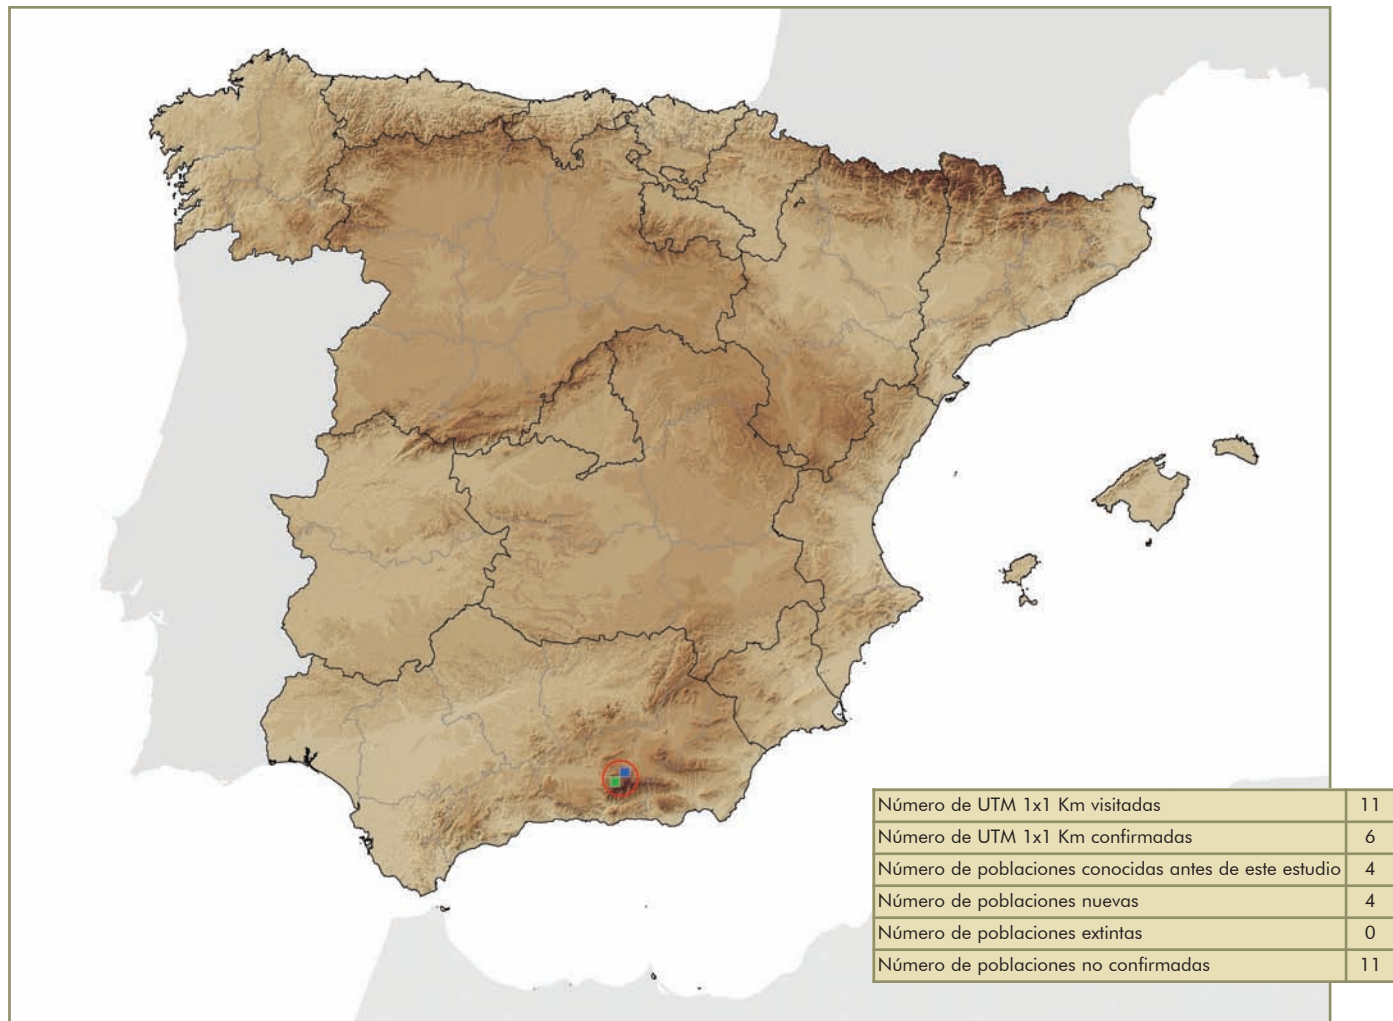 Número de UTM 1x1 Km visitadas 11
Número de UTM 1x1 Km confirmadas 6
Número de poblaciones conocidas antes de este estudio 4
Número de poblaciones nuevas 4
Número de poblaciones extintas 0
Número de poblaciones no confirmadas 11